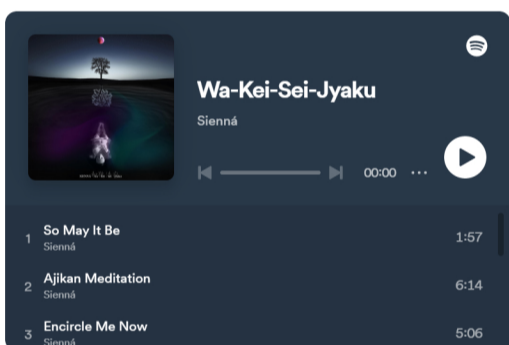 Wa-Kei-Sei-Jyaku
Sienná
00:00
1 So May It Be 1:57
Sienná
2 Ajikan Meditation 6:14
Sienná
3 Encircle Me Now 5:06
Sienná